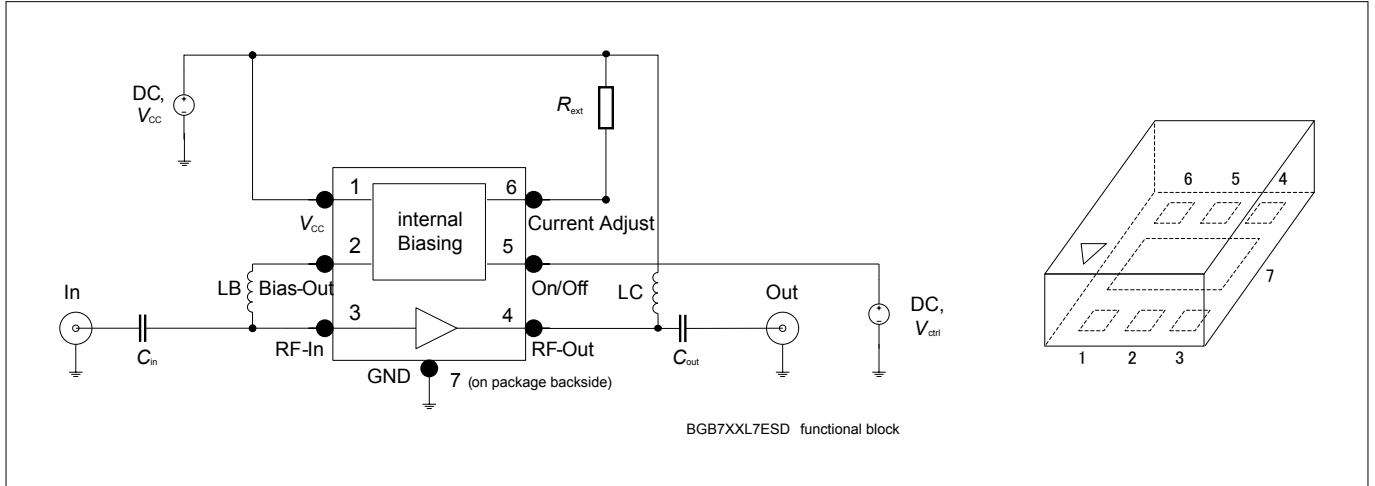 DC,
VCC
Rext
1
6
internal
Biasing
VCC
Current Adjust
2
5
In
LB
Bias-Out
On/Off
LC
Out
DC,
Vctrl
3
4
Cin
RF-In
RF-Out
Cout
GND
7 (on package backside)
BGB7XXL7ESD functional block
6 5 4
7
1 2 3